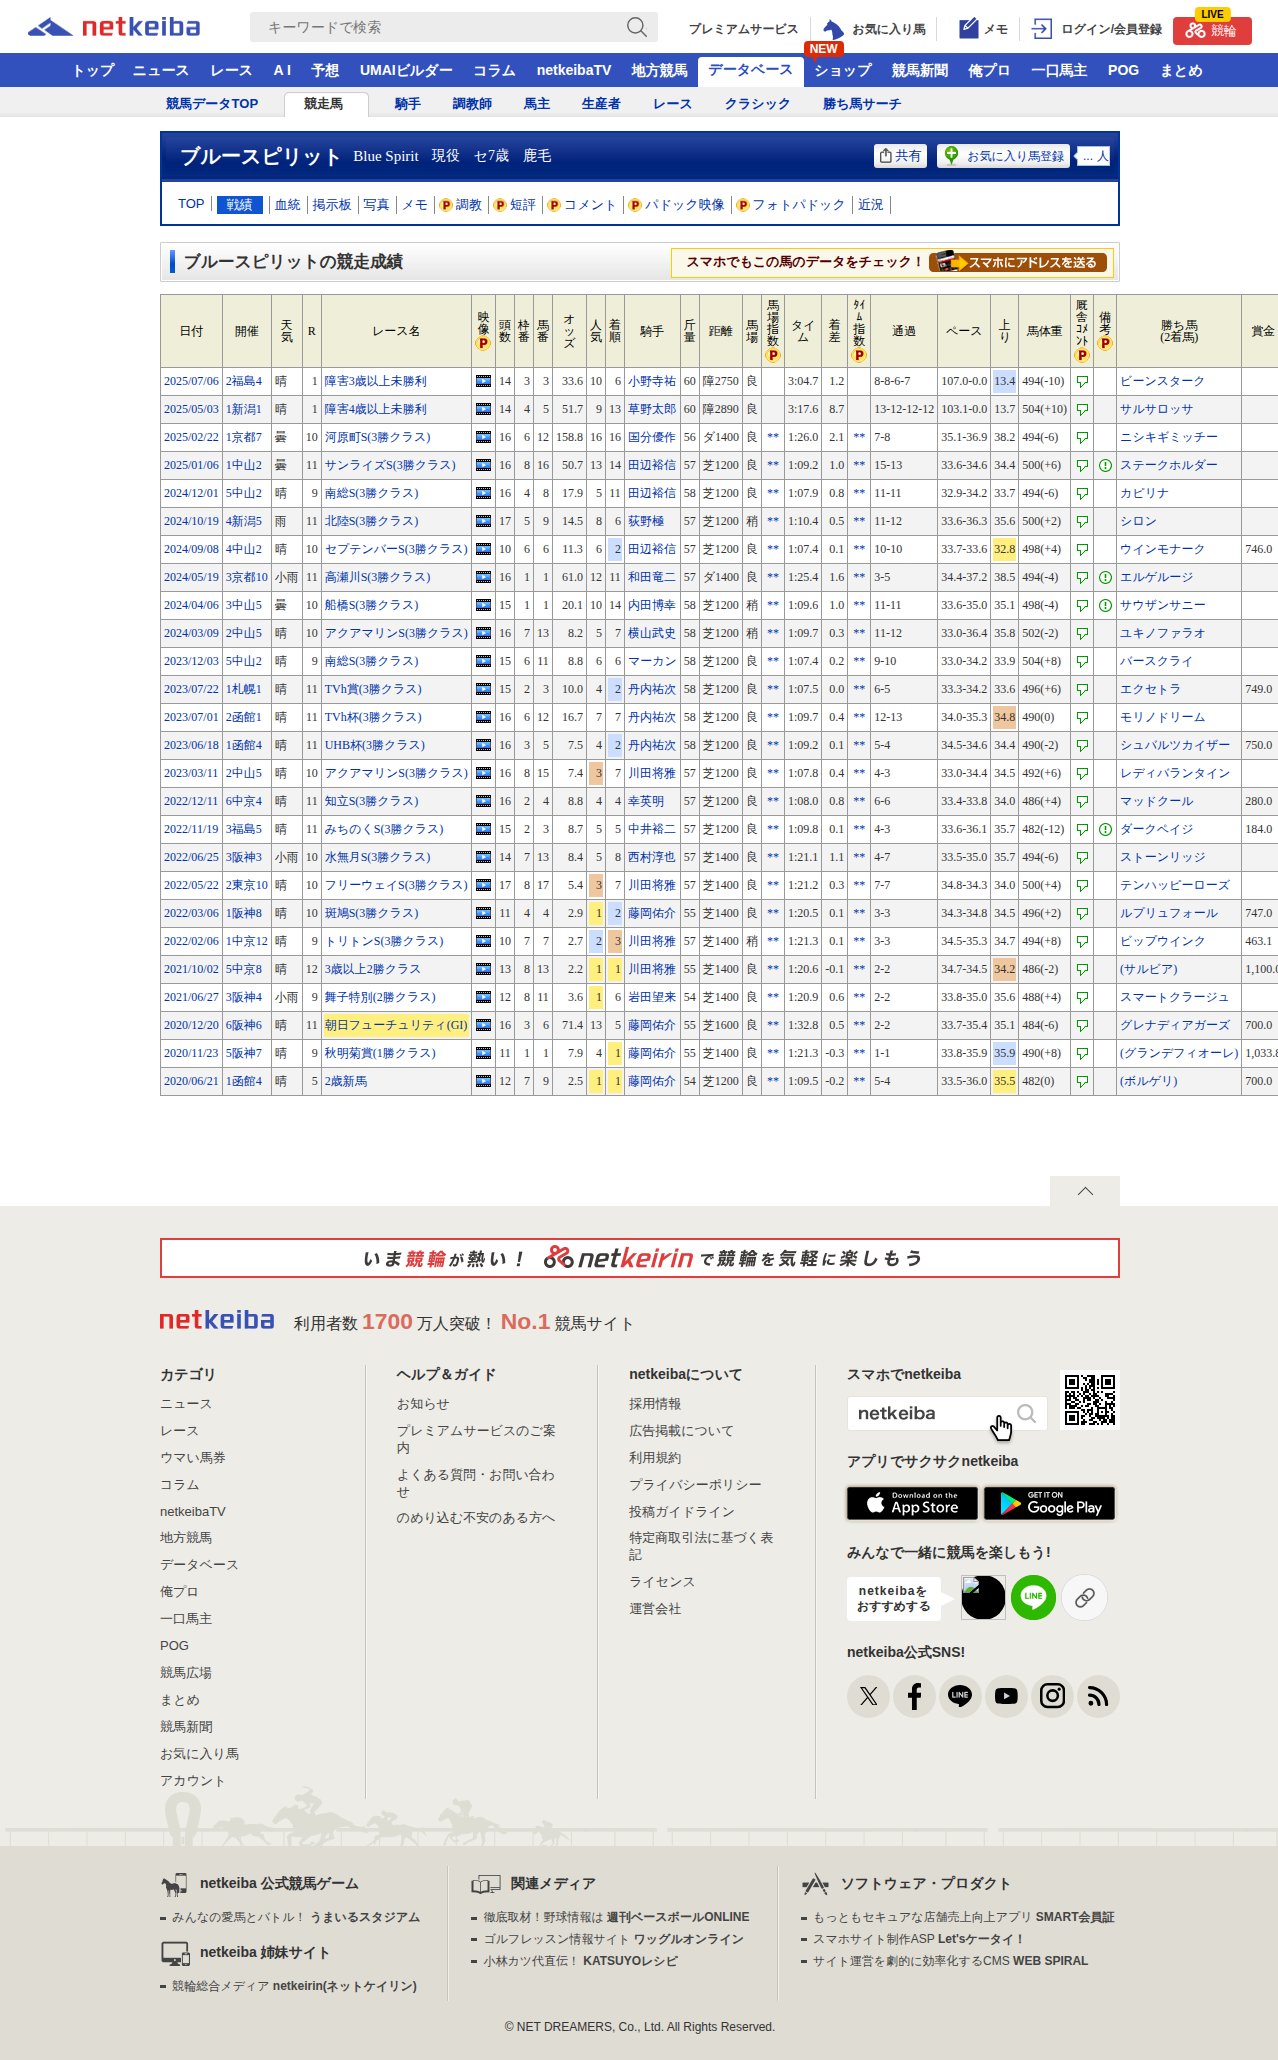 netkeiba キーワードで検索 プレミアムサービス お気に入り馬 メモ ログイン/会員登録 LIVE 競輪
NEW
トップ ニュース レース A I 予想 UMAIビルダー コラム netkeibaTV 地方競馬 データベース ショップ 競馬新聞 俺プロ 一口馬主 POG まとめ
競馬データTOP 競走馬 騎手 調教師 馬主 生産者 レース クラシック 勝ち馬サーチ
ブルースピリット Blue Spirit 現役 セ7歳 鹿毛 共有 お気に入り馬登録 ... 人
TOP 戦績 血統 掲示板 写真 メモ P 調教 P 短評 P コメント P パドック映像 P フォトパドック 近況
ブルースピリットの競走成績 スマホでもこの馬のデータをチェック! スマホにアドレスを送る
日付 開催 天気 R レース名 映像P 頭数 枠番 馬番 オッズ 人気 着順 騎手 斤量 距離 馬場 馬場指数P タイム 着差 ﾀｲﾑ指数P 通過 ペース 上り 馬体重 厩舎ｺﾒﾝﾄP 備考P 勝ち馬(2着馬) 賞金
2025/07/06 2福島4 晴 1 障害3歳以上未勝利 14 3 3 33.6 10 6 小野寺祐 60 障2750 良 3:04.7 1.2 8-8-6-7 107.0-0.0 13.4 494(-10) ビーンスターク
2025/05/03 1新潟1 晴 1 障害4歳以上未勝利 14 4 5 51.7 9 13 草野太郎 60 障2890 良 3:17.6 8.7 13-12-12-12 103.1-0.0 13.7 504(+10) サルサロッサ
2025/02/22 1京都7 曇 10 河原町S(3勝クラス) 16 6 12 158.8 16 16 国分優作 56 ダ1400 良 ** 1:26.0 2.1 ** 7-8 35.1-36.9 38.2 494(-6) ニシキギミッチー
2025/01/06 1中山2 曇 11 サンライズS(3勝クラス) 16 8 16 50.7 13 14 田辺裕信 57 芝1200 良 ** 1:09.2 1.0 ** 15-13 33.6-34.6 34.4 500(+6) ステークホルダー
2024/12/01 5中山2 晴 9 南総S(3勝クラス) 16 4 8 17.9 5 11 田辺裕信 58 芝1200 良 ** 1:07.9 0.8 ** 11-11 32.9-34.2 33.7 494(-6) カピリナ
2024/10/19 4新潟5 雨 11 北陸S(3勝クラス) 17 5 9 14.5 8 6 荻野極 57 芝1200 稍 ** 1:10.4 0.5 ** 11-12 33.6-36.3 35.6 500(+2) シロン
2024/09/08 4中山2 晴 10 セプテンバーS(3勝クラス) 10 6 6 11.3 6 2 田辺裕信 57 芝1200 良 ** 1:07.4 0.1 ** 10-10 33.7-33.6 32.8 498(+4) ウインモナーク 746.0
2024/05/19 3京都10 小雨 11 高瀬川S(3勝クラス) 16 1 1 61.0 12 11 和田竜二 57 ダ1400 良 ** 1:25.4 1.6 ** 3-5 34.4-37.2 38.5 494(-4) エルゲルージ
2024/04/06 3中山5 曇 10 船橋S(3勝クラス) 15 1 1 20.1 10 14 内田博幸 58 芝1200 稍 ** 1:09.6 1.0 ** 11-11 33.6-35.0 35.1 498(-4) サウザンサニー
2024/03/09 2中山5 晴 10 アクアマリンS(3勝クラス) 16 7 13 8.2 5 7 横山武史 58 芝1200 稍 ** 1:09.7 0.3 ** 11-12 33.0-36.4 35.8 502(-2) ユキノファラオ
2023/12/03 5中山2 晴 9 南総S(3勝クラス) 15 6 11 8.8 6 6 マーカン 58 芝1200 良 ** 1:07.4 0.2 ** 9-10 33.0-34.2 33.9 504(+8) バースクライ
2023/07/22 1札幌1 晴 11 TVh賞(3勝クラス) 15 2 3 10.0 4 2 丹内祐次 58 芝1200 良 ** 1:07.5 0.0 ** 6-5 33.3-34.2 33.6 496(+6) エクセトラ 749.0
2023/07/01 2函館1 晴 11 TVh杯(3勝クラス) 16 6 12 16.7 7 7 丹内祐次 58 芝1200 良 ** 1:09.7 0.4 ** 12-13 34.0-35.3 34.8 490(0) モリノドリーム
2023/06/18 1函館4 晴 11 UHB杯(3勝クラス) 16 3 5 7.5 4 2 丹内祐次 58 芝1200 良 ** 1:09.2 0.1 ** 5-4 34.5-34.6 34.4 490(-2) シュバルツカイザー 750.0
2023/03/11 2中山5 晴 10 アクアマリンS(3勝クラス) 16 8 15 7.4 3 7 川田将雅 57 芝1200 良 ** 1:07.8 0.4 ** 4-3 33.0-34.4 34.5 492(+6) レディバランタイン
2022/12/11 6中京4 晴 11 知立S(3勝クラス) 16 2 4 8.8 4 4 幸英明 57 芝1200 良 ** 1:08.0 0.8 ** 6-6 33.4-33.8 34.0 486(+4) マッドクール 280.0
2022/11/19 3福島5 晴 11 みちのくS(3勝クラス) 15 2 3 8.7 5 5 中井裕二 57 芝1200 良 ** 1:09.8 0.1 ** 4-3 33.6-36.1 35.7 482(-12) ダークペイジ 184.0
2022/06/25 3阪神3 小雨 10 水無月S(3勝クラス) 14 7 13 8.4 5 8 西村淳也 57 芝1400 良 ** 1:21.1 1.1 ** 4-7 33.5-35.0 35.7 494(-6) ストーンリッジ
2022/05/22 2東京10 晴 10 フリーウェイS(3勝クラス) 17 8 17 5.4 3 7 川田将雅 57 芝1400 良 ** 1:21.2 0.3 ** 7-7 34.8-34.3 34.0 500(+4) テンハッピーローズ
2022/03/06 1阪神8 晴 10 斑鳩S(3勝クラス) 11 4 4 2.9 1 2 藤岡佑介 55 芝1400 良 ** 1:20.5 0.1 ** 3-3 34.3-34.8 34.5 496(+2) ルプリュフォール 747.0
2022/02/06 1中京12 晴 9 トリトンS(3勝クラス) 10 7 7 2.7 2 3 川田将雅 57 芝1400 稍 ** 1:21.3 0.1 ** 3-3 34.5-35.3 34.7 494(+8) ビップウインク 463.1
2021/10/02 5中京8 晴 12 3歳以上2勝クラス 13 8 13 2.2 1 1 川田将雅 55 芝1400 良 ** 1:20.6 -0.1 ** 2-2 34.7-34.5 34.2 486(-2) (サルビア) 1,100.0
2021/06/27 3阪神4 小雨 9 舞子特別(2勝クラス) 12 8 11 3.6 1 6 岩田望来 54 芝1400 良 ** 1:20.9 0.6 ** 2-2 33.8-35.0 35.6 488(+4) スマートクラージュ
2020/12/20 6阪神6 晴 11 朝日フューチュリティ(GI) 16 3 6 71.4 13 5 藤岡佑介 55 芝1600 良 ** 1:32.8 0.5 ** 2-2 33.7-35.4 35.1 484(-6) グレナディアガーズ 700.0
2020/11/23 5阪神7 晴 9 秋明菊賞(1勝クラス) 11 1 1 7.9 4 1 藤岡佑介 55 芝1400 良 ** 1:21.3 -0.3 ** 1-1 33.8-35.9 35.9 490(+8) (グランデフィオーレ) 1,033.8
2020/06/21 1函館4 晴 5 2歳新馬 12 7 9 2.5 1 1 藤岡佑介 54 芝1200 良 ** 1:09.5 -0.2 ** 5-4 33.5-36.0 35.5 482(0) (ボルゲリ) 700.0
いま競輪が熱い! netkeirinで競輪を気軽に楽しもう
netkeiba 利用者数 1700 万人突破！ No.1 競馬サイト
カテゴリ
ニュース
レース
ウマい馬券
コラム
netkeibaTV
地方競馬
データベース
俺プロ
一口馬主
POG
競馬広場
まとめ
競馬新聞
お気に入り馬
アカウント
ヘルプ＆ガイド
お知らせ
プレミアムサービスのご案
内
よくある質問・お問い合わ
せ
のめり込む不安のある方へ
netkeibaについて
採用情報
広告掲載について
利用規約
プライバシーポリシー
投稿ガイドライン
特定商取引法に基づく表
記
ライセンス
運営会社
スマホでnetkeiba
netkeiba
アプリでサクサクnetkeiba
Download on the App Store GET IT ON Google Play
みんなで一緒に競馬を楽しもう!
netkeibaを
おすすめする
LINE
netkeiba公式SNS!
LINE
netkeiba 公式競馬ゲーム
みんなの愛馬とバトル！ うまいるスタジアム
netkeiba 姉妹サイト
競輪総合メディア netkeirin(ネットケイリン)
関連メディア
徹底取材！野球情報は 週刊ベースボールONLINE
ゴルフレッスン情報サイト ワッグルオンライン
小林カツ代直伝！ KATSUYOレシピ
ソフトウェア・プロダクト
もっともセキュアな店舗売上向上アプリ SMART会員証
スマホサイト制作ASP Let'sケータイ！
サイト運営を劇的に効率化するCMS WEB SPIRAL
© NET DREAMERS, Co., Ltd. All Rights Reserved.